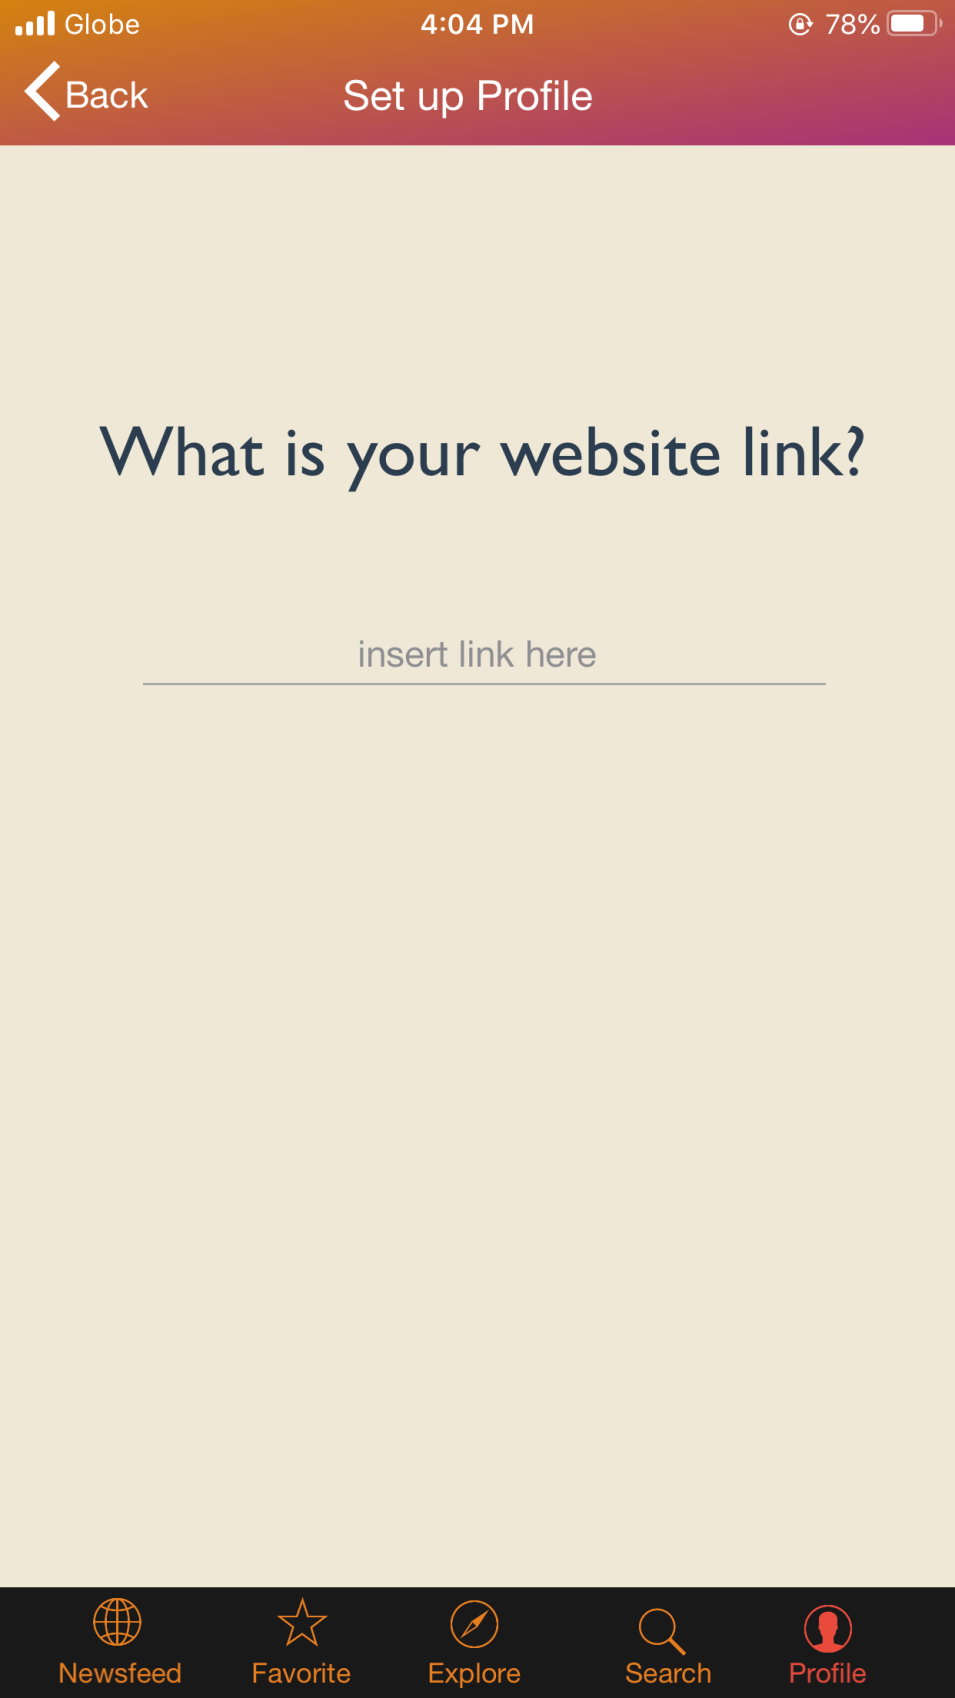 Globe 4:04 PM 78%
Back Set up Profile
What is your website link?
insert link here
Newsfeed Favorite Explore Search Profile